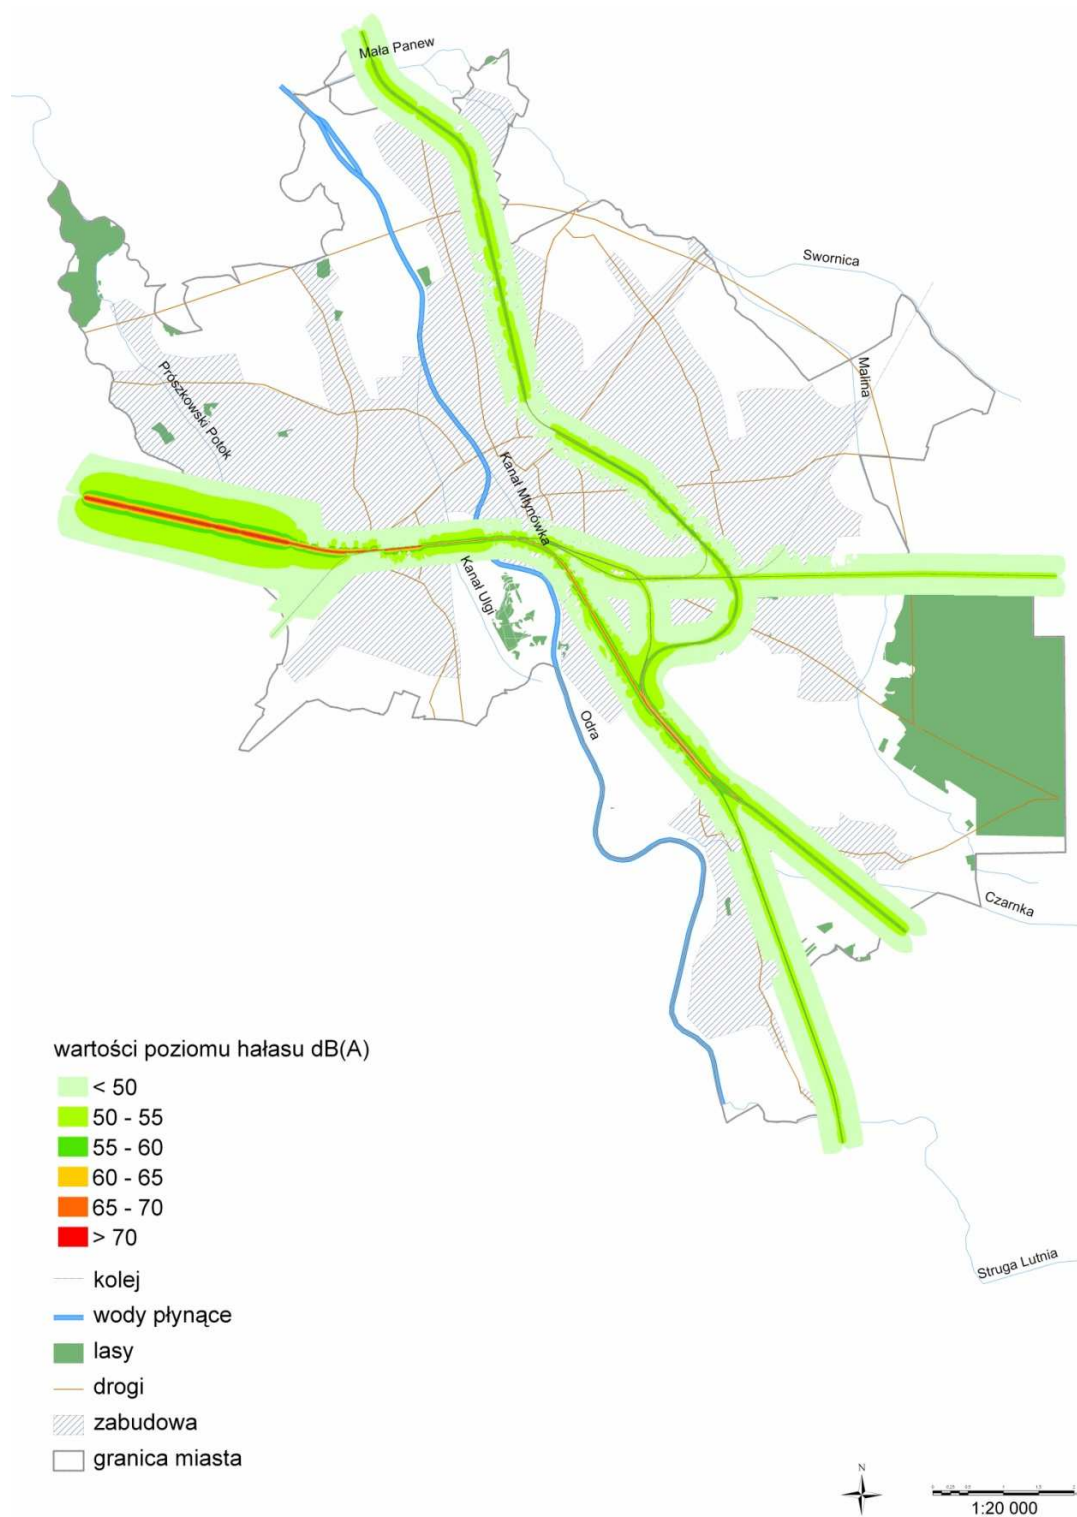 Mała Panew
Swornica
Malina
Prószkowski Potok
Kanał Młynówka
Kanał Ulgi
Odra
Czarnka
wartości poziomu hałasu dB(A)
< 50
50 - 55
55 - 60
60 - 65
65 - 70
> 70
kolej
wody płynące
lasy
drogi
zabudowa
granica miasta
Struga Lutnia
N
1:20 000